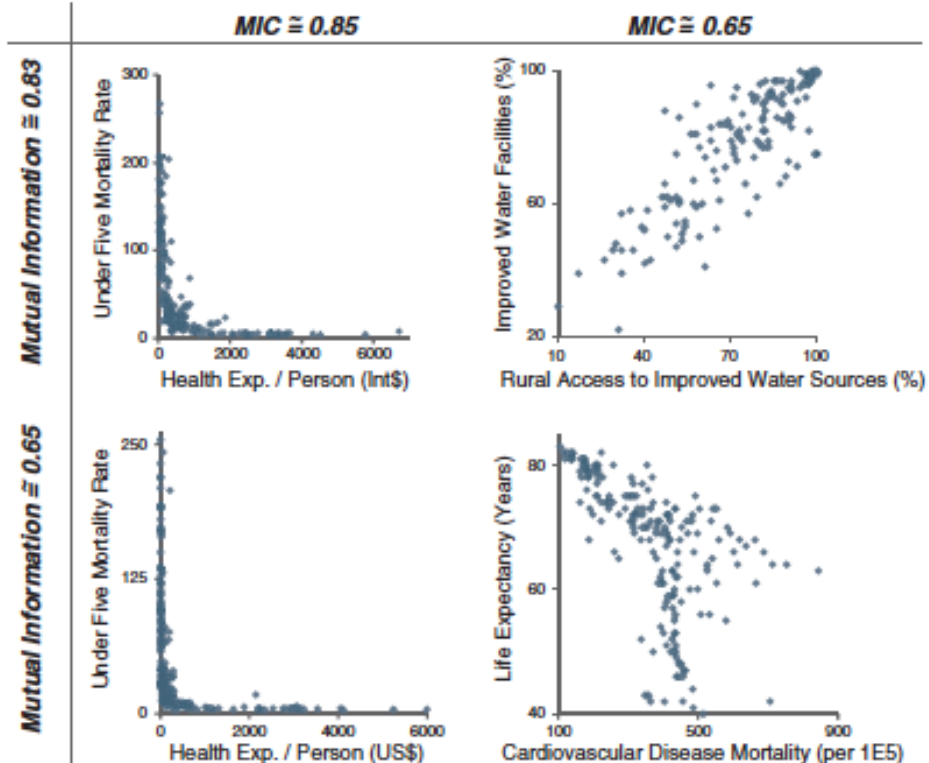 MIC ≅ 0.85
MIC ≅ 0.65
Mutual Information ≅ 0.83
Under Five Mortality Rate
300
200
100
0
0 2000 4000 6000
Health Exp. / Person (Int$)
Improved Water Facilities (%)
100
60
20
10 40 70 100
Rural Access to Improved Water Sources (%)
Mutual Information ≅ 0.65
Under Five Mortality Rate
250
125
0
0 2000 4000 6000
Health Exp. / Person (US$)
Life Expectancy (Years)
80
60
40
100 500 900
Cardiovascular Disease Mortality (per 1E5)